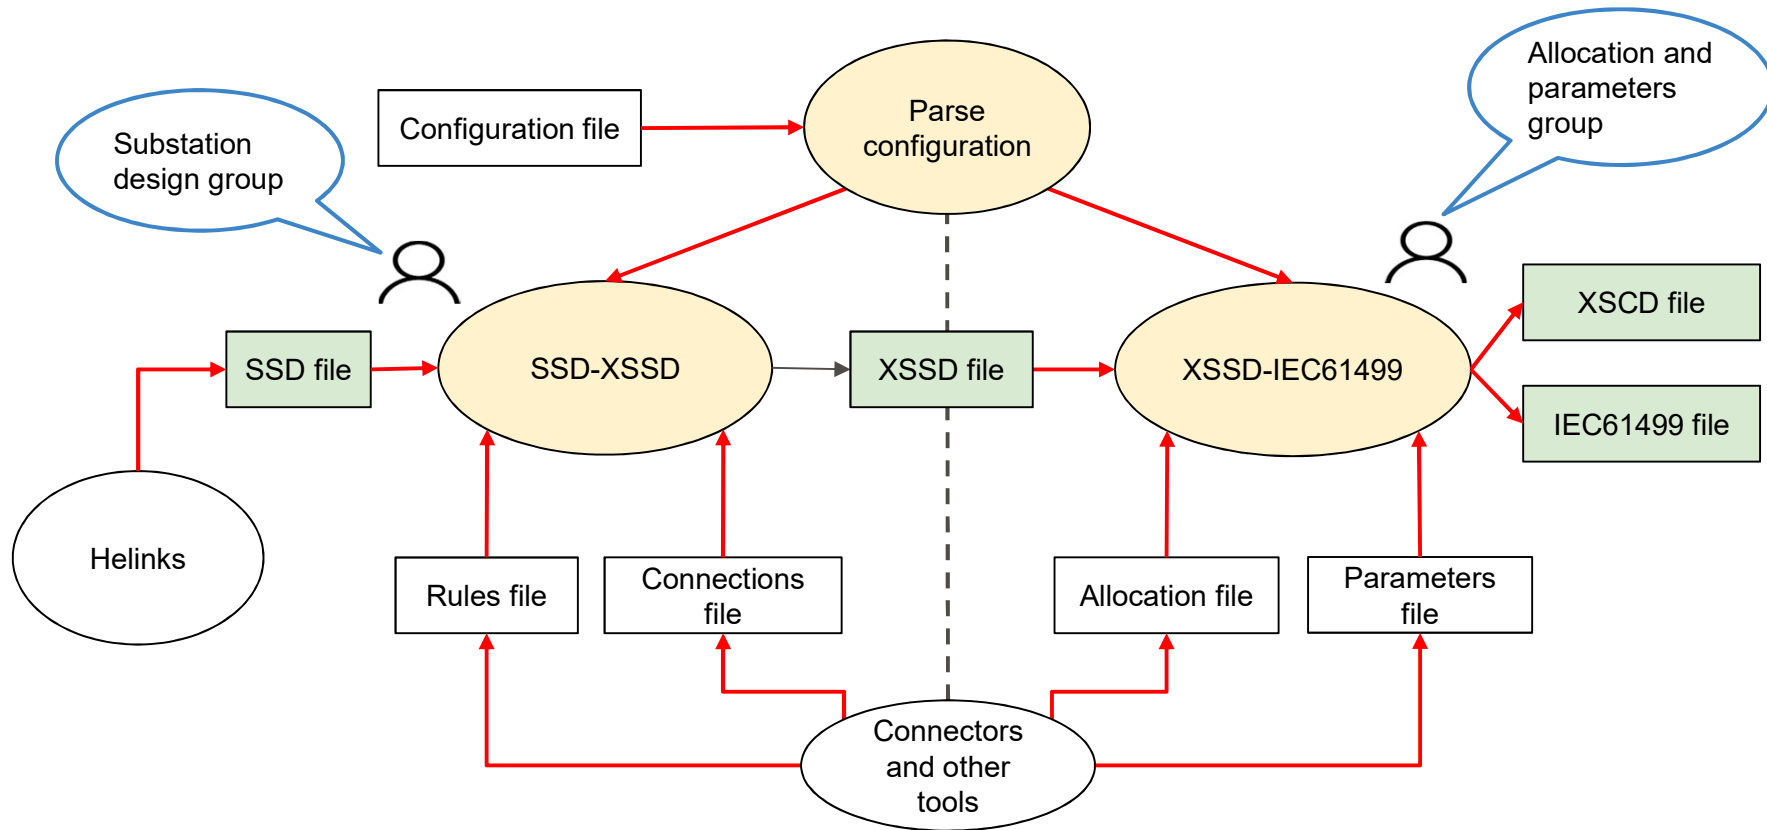 Allocation and
parameters
group
Parse
configuration
Configuration file
Substation
design group
XSCD file
SSD file
SSD-XSSD
XSSD file
XSSD-IEC61499
IEC61499 file
Helinks
Rules file
Connections
file
Allocation file
Parameters
file
Connectors
and other
tools